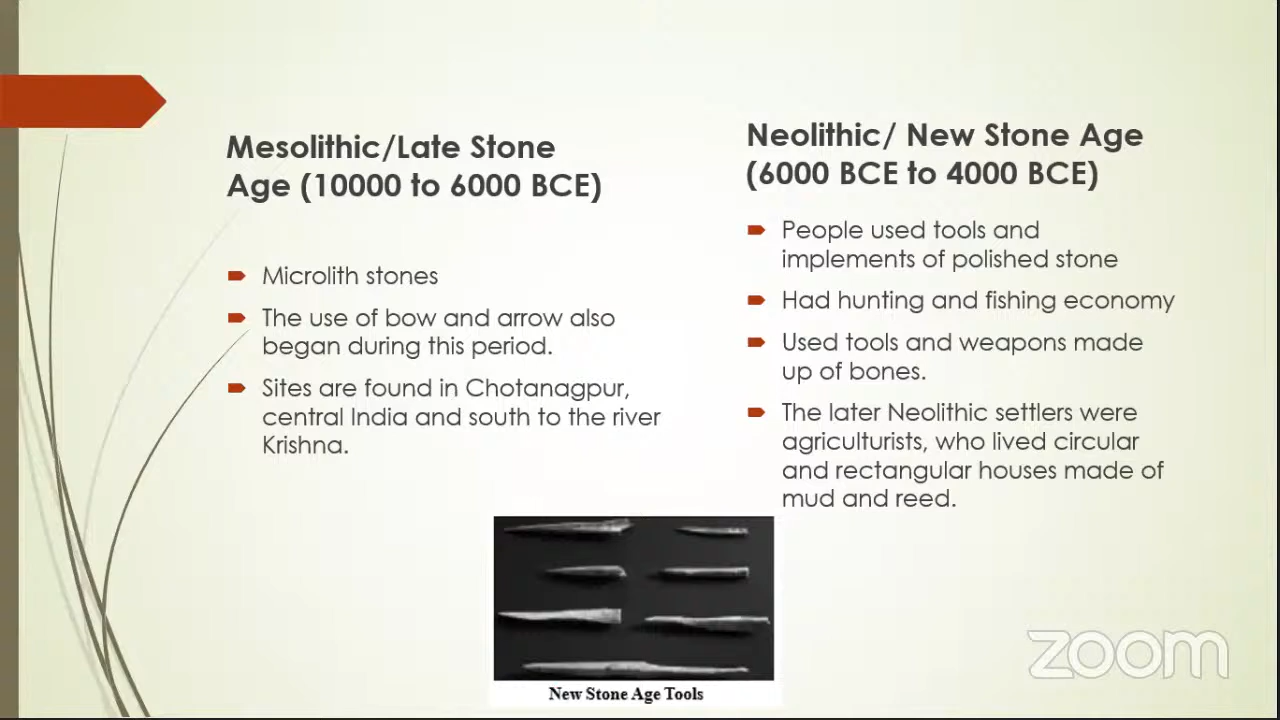 Mesolithic/Late Stone
Age (10000 to 6000 BCE)
Microlith stones
The use of bow and arrow also
began during this period.
Sites are found in Chotanagpur,
central India and south to the river
Krishna.
Neolithic/ New Stone Age
(6000 BCE to 4000 BCE)
People used tools and
implements of polished stone
Had hunting and fishing economy
Used tools and weapons made
up of bones.
The later Neolithic settlers were
agriculturists, who lived circular
and rectangular houses made of
mud and reed.
New Stone Age Tools
zoom